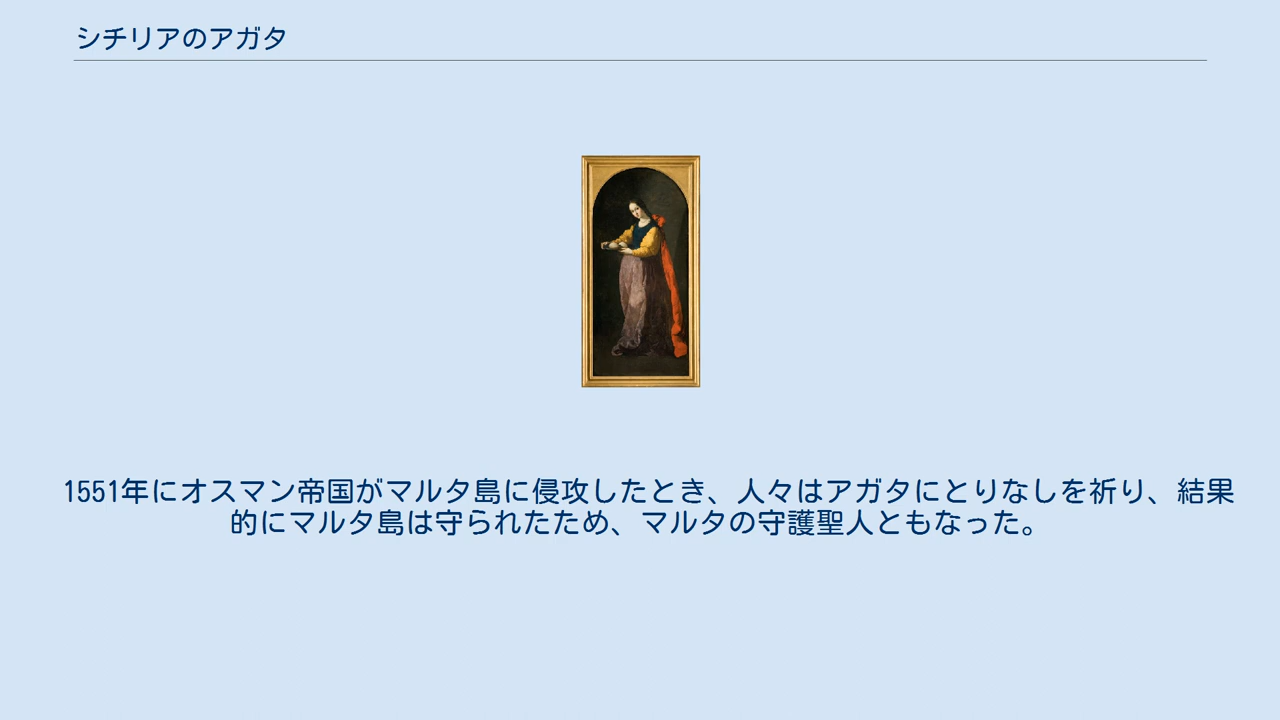 シチリアのアガタ
1551年にオスマン帝国がマルタ島に侵攻したとき、人々はアガタにとりなしを祈り、結果
的にマルタ島は守られたため、マルタの守護聖人ともなった。